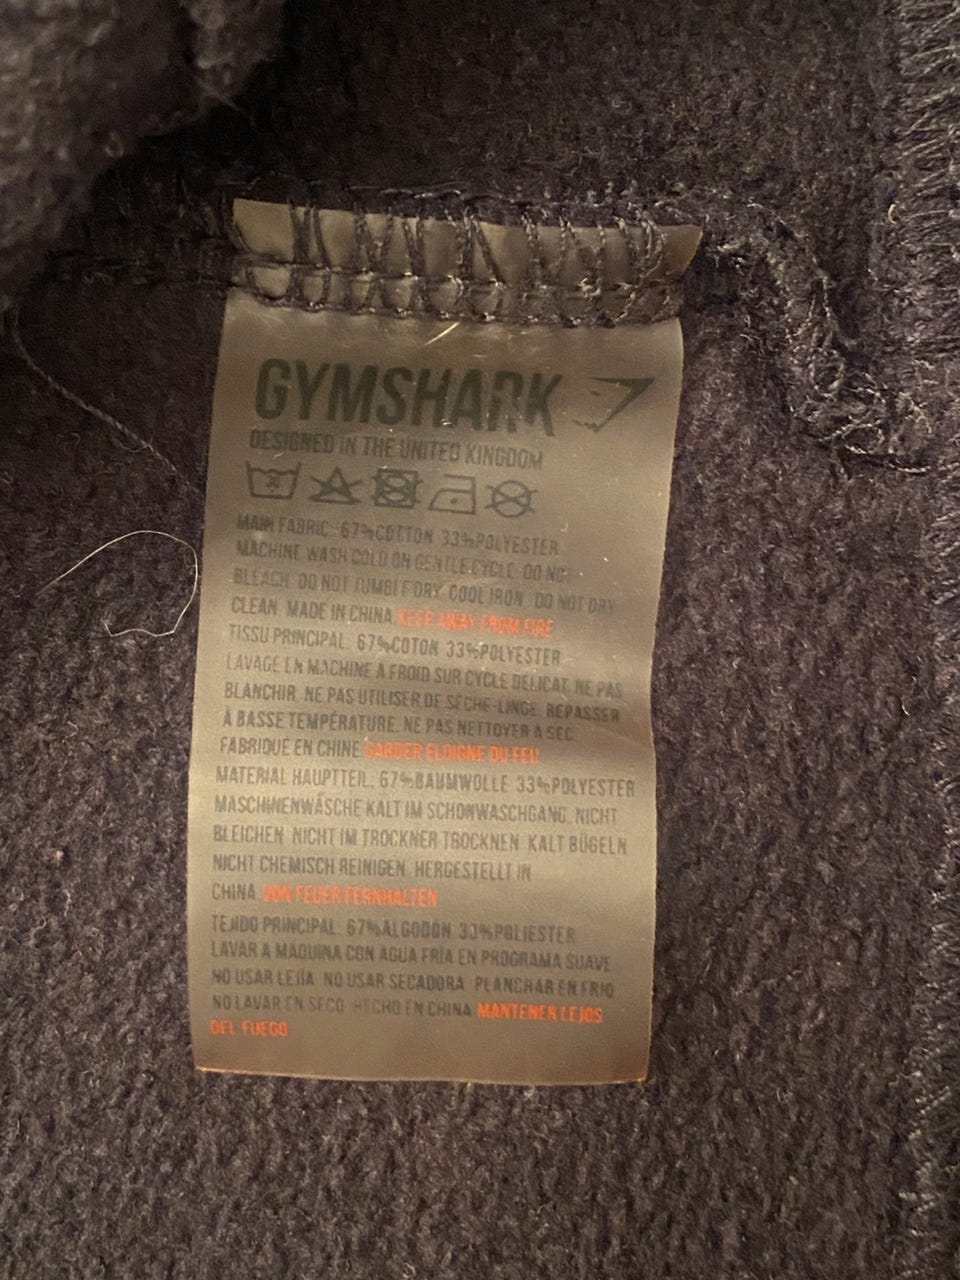 GYMSHARK
DESIGNED IN THE UNITED KINGDOM
MAIN FABRIC: 67%COTTON 33%POLYESTER
MACHINE WASH COLD ON GENTLE CYCLE. DO NOT
BLEACH. DO NOT TUMBLE DRY. COOL IRON. DO NOT DRY
CLEAN. MADE IN CHINA KEEP AWAY FROM FIRE
TISSU PRINCIPAL: 67%COTON 33%POLYESTER
LAVAGE EN MACHINE À FROID SUR CYCLE DELICAT. NE PAS
BLANCHIR. NE PAS UTILISER DE SÈCHE-LINGE. REPASSER
À BASSE TEMPÉRATURE. NE PAS NETTOYER A SEC.
FABRIQUÉ EN CHINE GARDER ELOIGNE DU FEU
MATERIAL HAUPTTEIL: 67%BAUMWOLLE 33%POLYESTER
MASCHINENWÄSCHE KALT IM SCHONWASCHGANG. NICHT
BLEICHEN. NICHT IM TROCKNER TROCKNEN. KALT BÜGELN.
NICHT CHEMISCH REINIGEN. HERGESTELLT IN
CHINA VON FEUER FERNHALTEN
TEJIDO PRINCIPAL: 67%ALGODÓN 33%POLIESTER
LAVAR A MAQUINA CON AGUA FRÍA EN PROGRAMA SUAVE.
NO USAR LEJÍA. NO USAR SECADORA. PLANCHAR EN FRIO.
NO LAVAR EN SECO. HECHO EN CHINA MANTENER LEJOS
DEL FUEGO